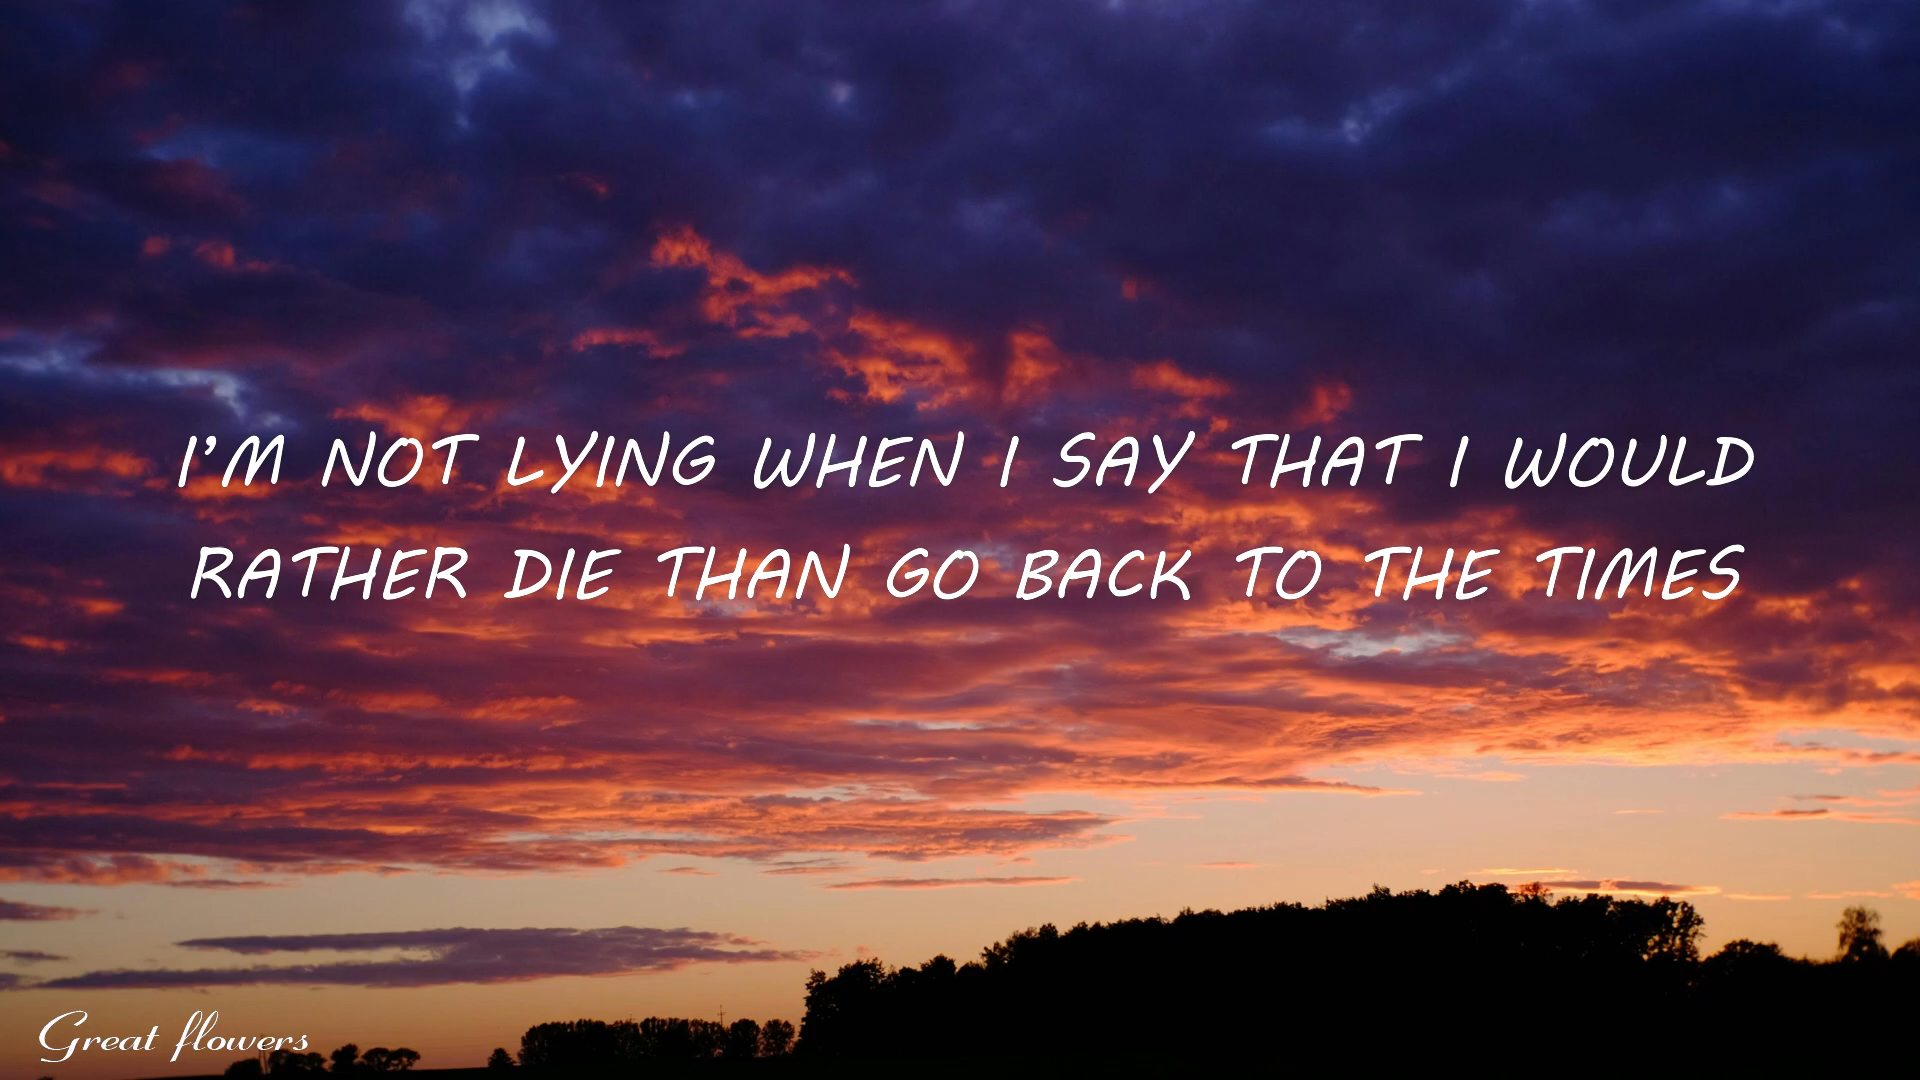 I'M NOT LYING WHEN I SAY THAT I WOULD
RATHER DIE THAN GO BACK TO THE TIMES
Great flowers